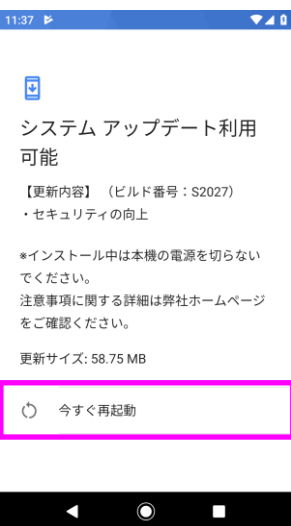 11:37
システム アップデート利用
可能
【更新内容】 （ビルド番号：S2027）
・セキュリティの向上
*インストール中は本機の電源を切らない
でください。
注意事項に関する詳細は弊社ホームページ
をご確認ください。
更新サイズ: 58.75 MB
今すぐ再起動